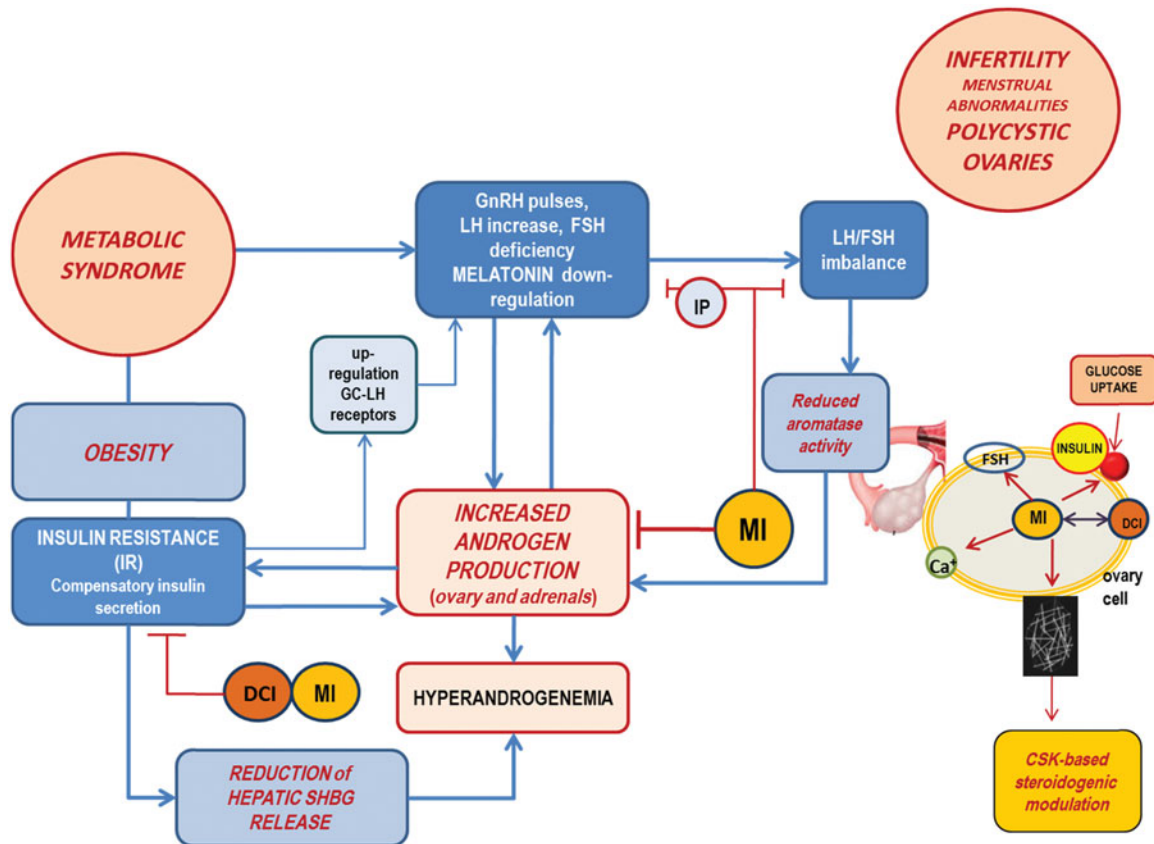 INFERTILITY
MENSTRUAL
ABNORMALITIES
POLYCYSTIC
OVARIES
METABOLIC
SYNDROME
GnRH pulses,
LH increase, FSH
deficiency
MELATONIN down-
regulation
LH/FSH
imbalance
IP
up-
regulation
GC-LH
receptors
OBESITY
Reduced
aromatase
activity
GLUCOSE
UPTAKE
INSULIN
FSH
MI
DCI
Ca+
ovary
cell
INSULIN RESISTANCE
(IR)
Compensatory insulin
secretion
INCREASED
ANDROGEN
PRODUCTION
(ovary and adrenals)
MI
DCI
MI
HYPERANDROGENEMIA
REDUCTION of
HEPATIC SHBG
RELEASE
CSK-based
steroidogenic
modulation